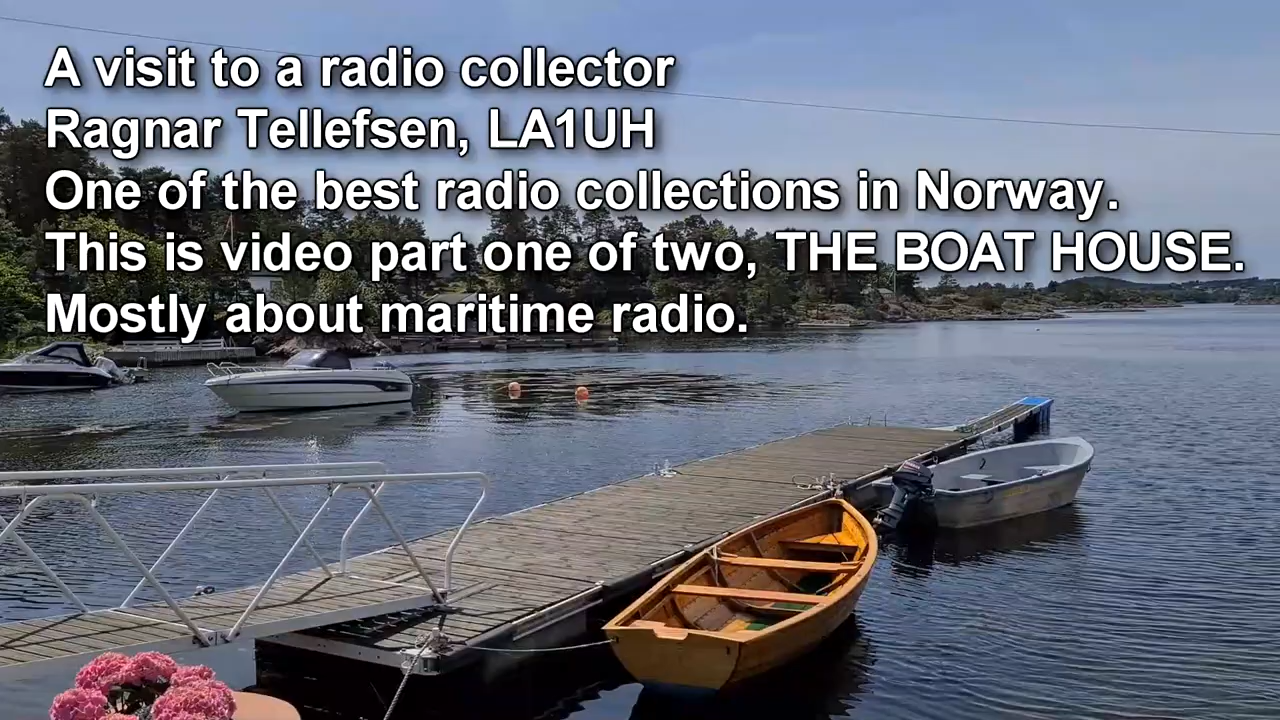 A visit to a radio collector
Ragnar Tellefsen, LA1UH
One of the best radio collections in Norway.
This is video part one of two, THE BOAT HOUSE.
Mostly about maritime radio.